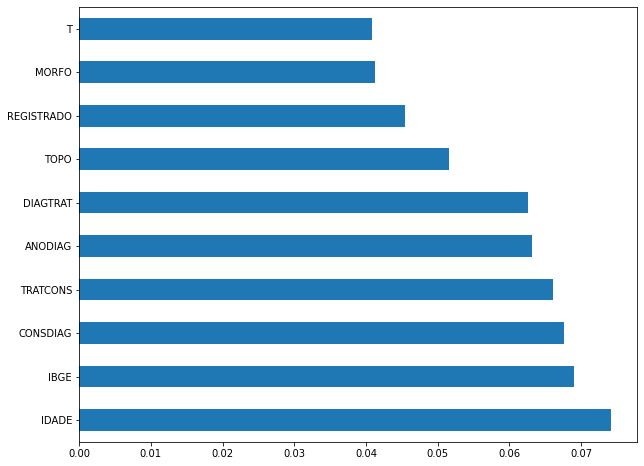 T
MORFO
REGISTRADO
TOPO
DIAGTRAT
ANODIAG
TRATCONS
CONSDIAG
IBGE
IDADE
0.00 0.01 0.02 0.03 0.04 0.05 0.06 0.07